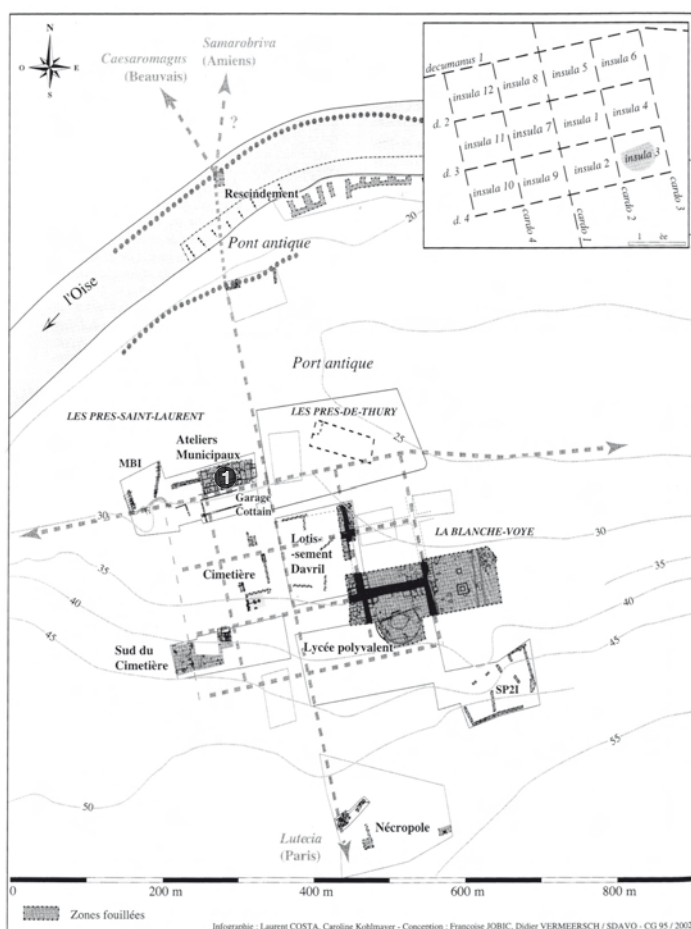 N
O E
S
Caesaromagus
(Beauvais)
Samarobriva
(Amiens)
?
decumanus 1
insula 12
insula 8
insula 5
insula 6
d. 2
insula 11
insula 7
insula 1
insula 4
d. 3
insula 10
insula 9
insula 2
insula 3
d. 4
cardo 4
cardo 1
cardo 2
cardo 3
Rescindement
20
Pont antique
l'Oise
Port antique
LES PRES-SAINT-LAURENT
LES PRES-DE-THURY
Ateliers
Municipaux
25
MBI
1
Garage
Cottain
30
LA BLANCHE-VOYE
30
Lotis-
-sement
Davril
35
Cimetière
35
40
40
45
45
Sud du
Cimetière
Lycée polyvalent
SP2I
55
50
Nécropole
Lutecia
(Paris)
0 200 m 400 m 600 m 800 m
Zones fouillées
Infographie : Laurent COSTA, Caroline Kohlmayer - Conception : Françoise JOBIC, Didier VERMEERSCH / SDAVO - CG 95 / 2002